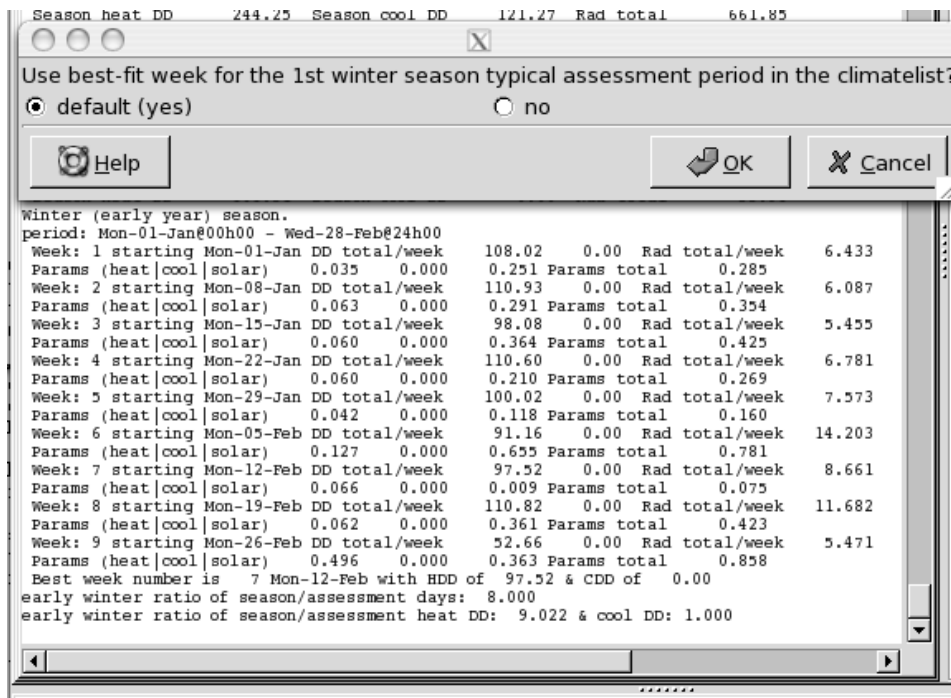 Season heat DD 244.25 Season cool DD 121.27 Rad total 661.85
X
Use best-fit week for the 1st winter season typical assessment period in the climatelist?
default (yes) no
Help OK Cancel
Winter (early year) season.
period: Mon-01-Jan@00h00 - Wed-28-Feb@24h00
Week: 1 starting Mon-01-Jan DD total/week 108.02 0.00 Rad total/week 6.433
Params (heat|cool|solar) 0.035 0.000 0.251 Params total 0.285
Week: 2 starting Mon-08-Jan DD total/week 110.93 0.00 Rad total/week 6.087
Params (heat|cool|solar) 0.063 0.000 0.291 Params total 0.354
Week: 3 starting Mon-15-Jan DD total/week 98.08 0.00 Rad total/week 5.455
Params (heat|cool|solar) 0.060 0.000 0.364 Params total 0.425
Week: 4 starting Mon-22-Jan DD total/week 110.60 0.00 Rad total/week 6.781
Params (heat|cool|solar) 0.060 0.000 0.210 Params total 0.269
Week: 5 starting Mon-29-Jan DD total/week 100.02 0.00 Rad total/week 7.573
Params (heat|cool|solar) 0.042 0.000 0.118 Params total 0.160
Week: 6 starting Mon-05-Feb DD total/week 91.16 0.00 Rad total/week 14.203
Params (heat|cool|solar) 0.127 0.000 0.655 Params total 0.781
Week: 7 starting Mon-12-Feb DD total/week 97.52 0.00 Rad total/week 8.661
Params (heat|cool|solar) 0.066 0.000 0.009 Params total 0.075
Week: 8 starting Mon-19-Feb DD total/week 110.82 0.00 Rad total/week 11.682
Params (heat|cool|solar) 0.062 0.000 0.361 Params total 0.423
Week: 9 starting Mon-26-Feb DD total/week 52.66 0.00 Rad total/week 5.471
Params (heat|cool|solar) 0.496 0.000 0.363 Params total 0.858
Best week number is 7 Mon-12-Feb with HDD of 97.52 & CDD of 0.00
early winter ratio of season/assessment days: 8.000
early winter ratio of season/assessment heat DD: 9.022 & cool DD: 1.000